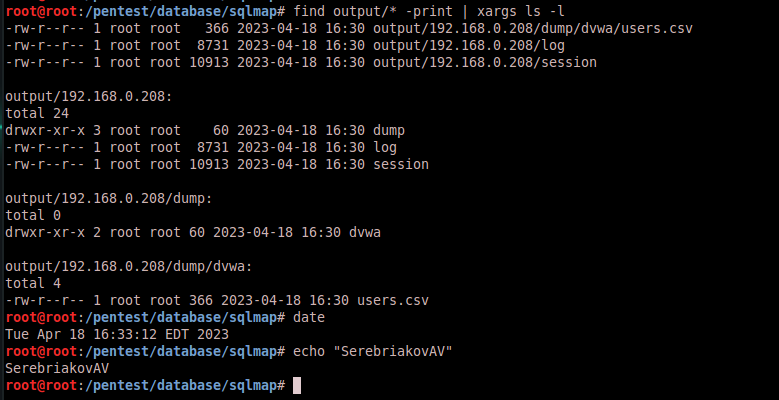 root@root:/pentest/database/sqlmap# find output/* -print | xargs ls -l
-rw-r--r-- 1 root root   366 2023-04-18 16:30 output/192.168.0.208/dump/dvwa/users.csv
-rw-r--r-- 1 root root  8731 2023-04-18 16:30 output/192.168.0.208/log
-rw-r--r-- 1 root root 10913 2023-04-18 16:30 output/192.168.0.208/session

output/192.168.0.208:
total 24
drwxr-xr-x 3 root root    60 2023-04-18 16:30 dump
-rw-r--r-- 1 root root  8731 2023-04-18 16:30 log
-rw-r--r-- 1 root root 10913 2023-04-18 16:30 session

output/192.168.0.208/dump:
total 0
drwxr-xr-x 2 root root 60 2023-04-18 16:30 dvwa

output/192.168.0.208/dump/dvwa:
total 4
-rw-r--r-- 1 root root 366 2023-04-18 16:30 users.csv
root@root:/pentest/database/sqlmap# date
Tue Apr 18 16:33:12 EDT 2023
root@root:/pentest/database/sqlmap# echo "SerebriakovAV"
SerebriakovAV
root@root:/pentest/database/sqlmap#